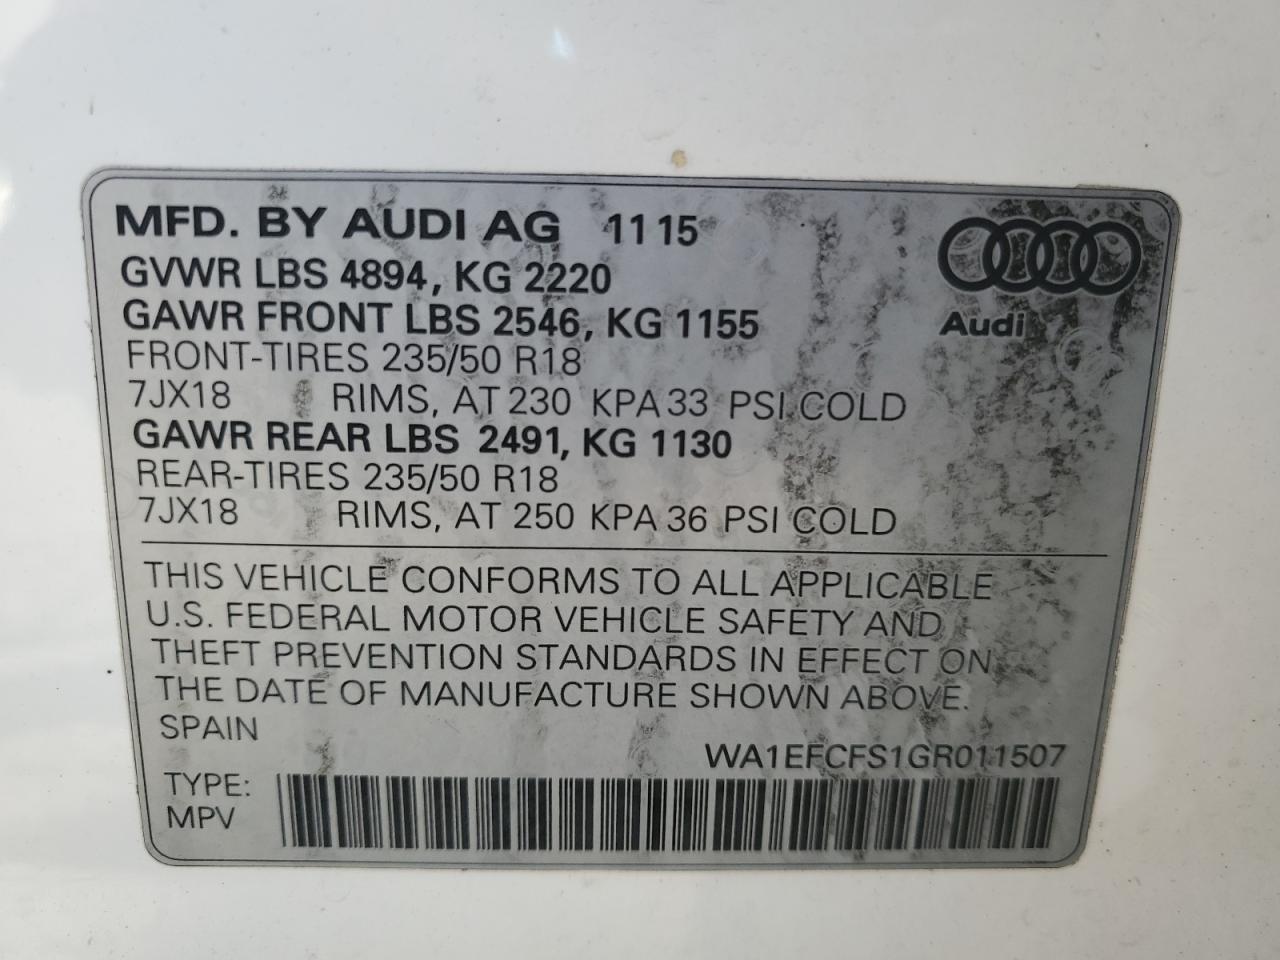 MFD. BY AUDI AG 11 15
GVWR LBS 4894, KG 2220
GAWR FRONT LBS 2546, KG 1155
Audi
FRONT-TIRES 235/50 R18
7JX18 RIMS, AT 230 KPA 33 PSI COLD
GAWR REAR LBS 2491, KG 1130
REAR-TIRES 235/50 R18
7JX18 RIMS, AT 250 KPA 36 PSI COLD
THIS VEHICLE CONFORMS TO ALL APPLICABLE
U.S. FEDERAL MOTOR VEHICLE SAFETY AND
THEFT PREVENTION STANDARDS IN EFFECT ON
THE DATE OF MANUFACTURE SHOWN ABOVE.
SPAIN
WA1EFCFS1GR011507
TYPE:
MPV